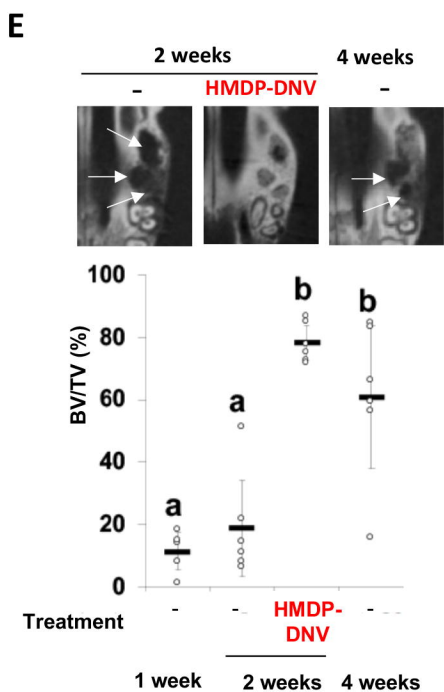 E
2 weeks 4 weeks
- HMDP-DNV -
100
80
60
40
20
0
BV/TV (%)
a a b b
Treatment - - HMDP-DNV -
1 week 2 weeks 4 weeks